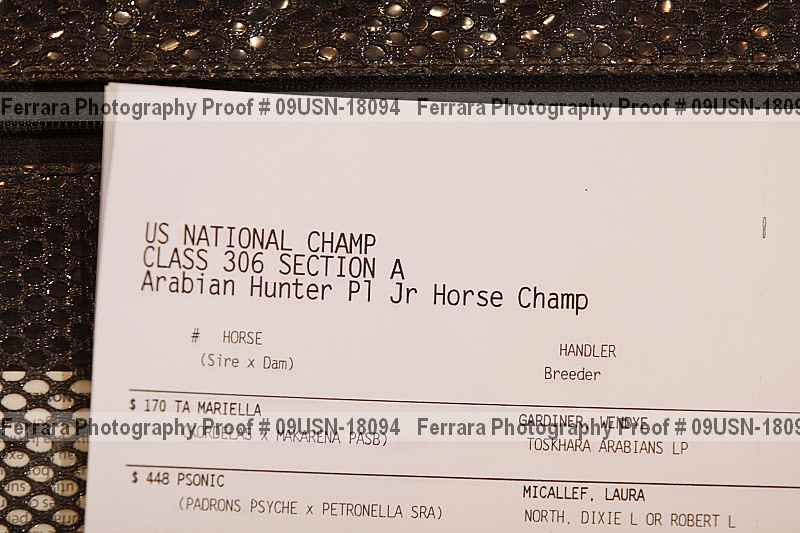 Ferrara Photography Proof # 09USN-18094 Ferrara Photography Proof # 09USN-1809
US NATIONAL CHAMP
CLASS 306 SECTION A
Arabian Hunter Pl Jr Horse Champ
# HORSE HANDLER
(Sire x Dam) Breeder
$ 170 TA MARIELLA GARDINER, WENDYE
Ferrara Photography Proof # 09USN-18094 Ferrara Photography Proof # 09USN-1809
(KORDELAS x MAKARENA PASB) TOSKHARA ARABIANS LP
$ 448 PSONIC MICALLEF, LAURA
(PADRONS PSYCHE x PETRONELLA SRA) NORTH, DIXIE L OR ROBERT L